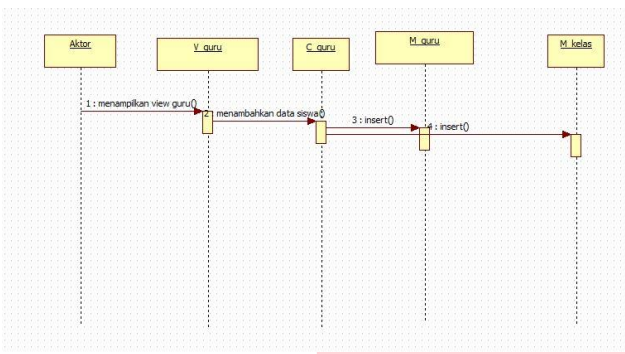 Aktor
V_guru
C_guru
M_guru
M_kelas
1 : menampilkan view guru()
2 : menambahkan data siswa()
3 : insert()
4 : insert()